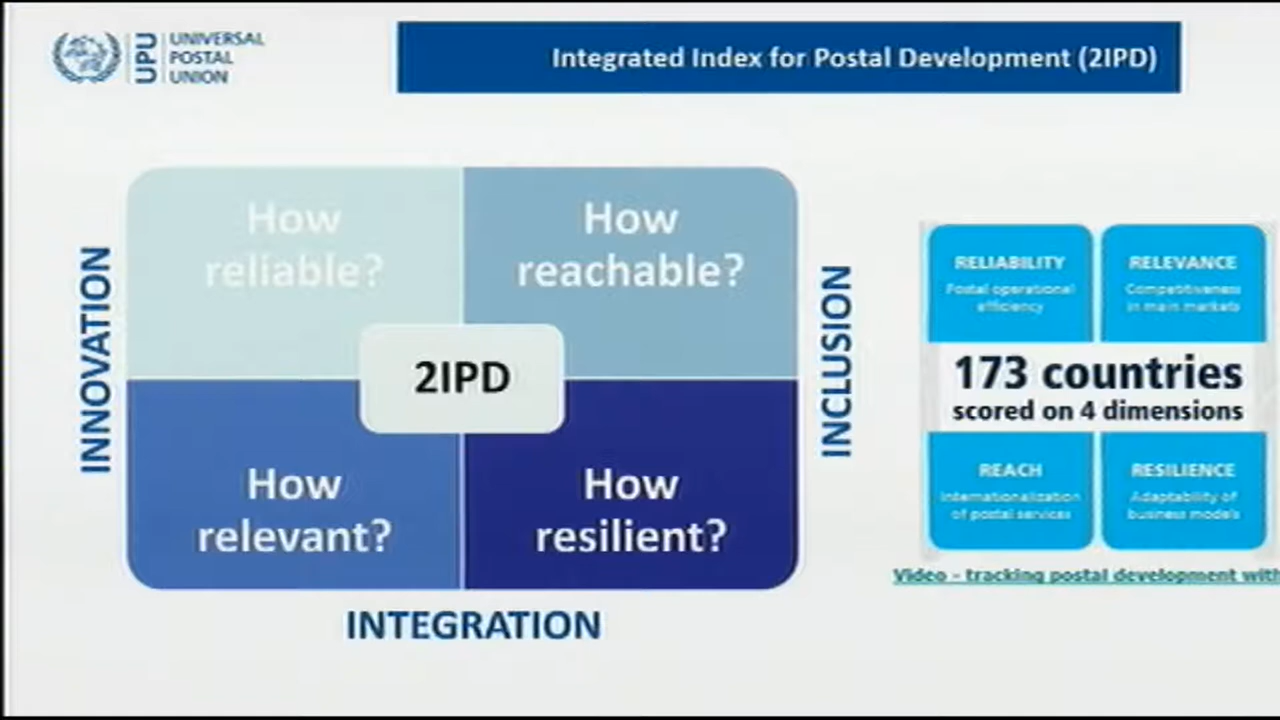 UPU
UNIVERSAL
POSTAL
UNION
Integrated Index for Postal Development (2IPD)
INNOVATION
How
reliable?
How
reachable?
2IPD
How
relevant?
How
resilient?
INCLUSION
INTEGRATION
RELIABILITY
Postal operational
efficiency
RELEVANCE
Competitiveness
in main markets
173 countries
scored on 4 dimensions
REACH
Internationalization
of postal services
RESILIENCE
Adaptability of
business models
Video - tracking postal development with